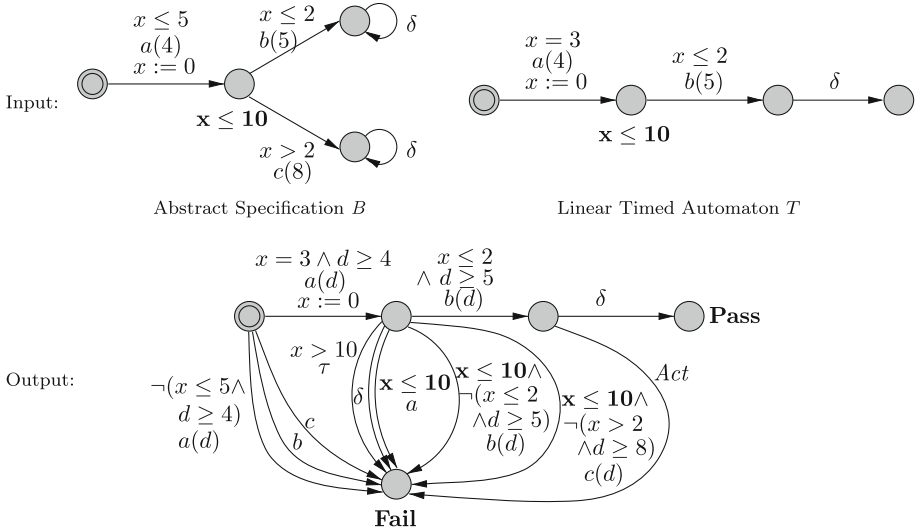 x ≤ 5
a(4)
x := 0
x ≤ 2
b(5)
δ
x ≤ 10
x > 2
c(8)
δ
Input:
x = 3
a(4)
x := 0
x ≤ 2
b(5)
δ
x ≤ 10
Abstract Specification B
Linear Timed Automaton T
x = 3 ∧ d ≥ 4
a(d)
x := 0
x ≤ 2
∧ d ≥ 5
b(d)
δ
Pass
Output:
¬(x ≤ 5∧
d ≥ 4)
a(d)
b
c
x > 10
τ
δ
x ≤ 10
a
x ≤ 10∧
¬(x ≤ 2
∧d ≥ 5)
b(d)
x ≤ 10∧
¬(x > 2
∧d ≥ 8)
c(d)
Act
Fail